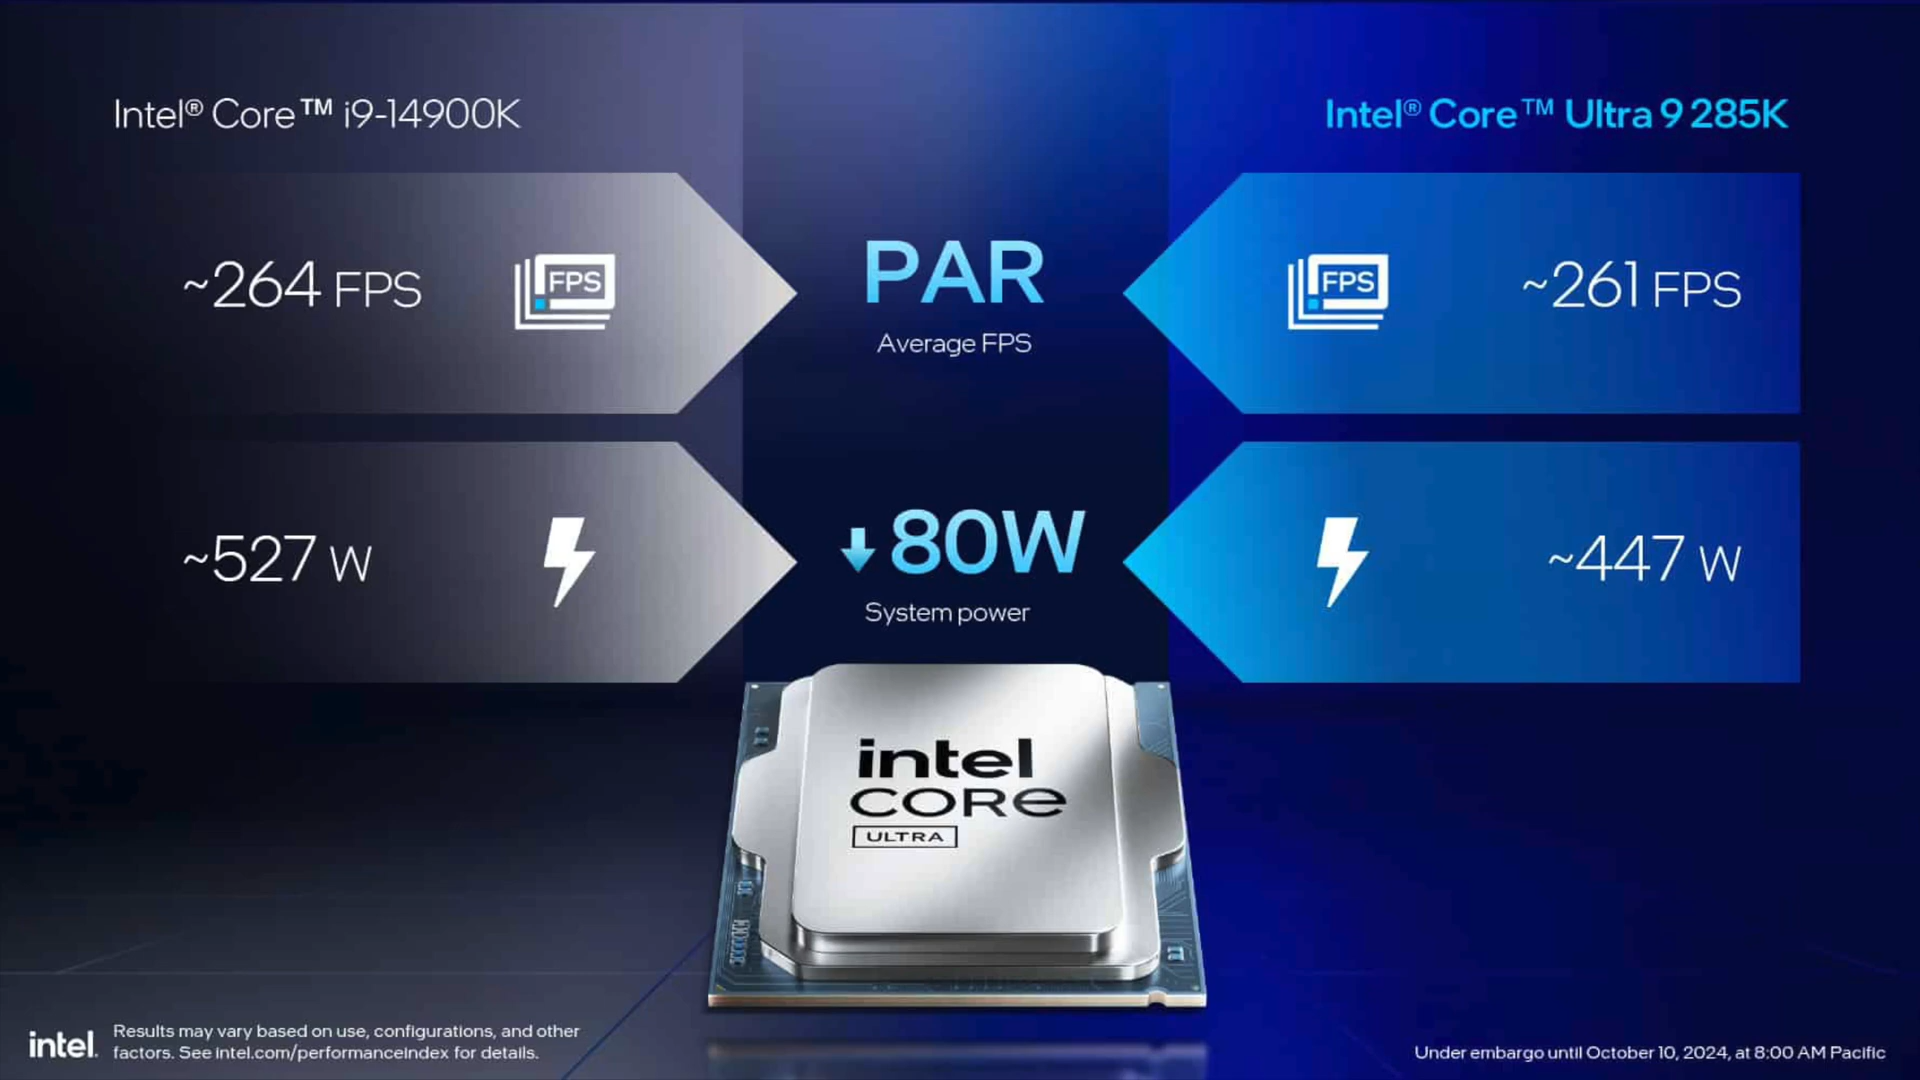 Intel® Core™ i9-14900K
Intel® Core™ Ultra 9 285K
~264 FPS
FPS
PAR
Average FPS
FPS
~261 FPS
~527 W
↓80W
System power
~447 W
intel
CORe
ULTRA
intel.
Results may vary based on use, configurations, and other
factors. See intel.com/performanceindex for details.
Under embargo until October 10, 2024, at 8:00 AM Pacific